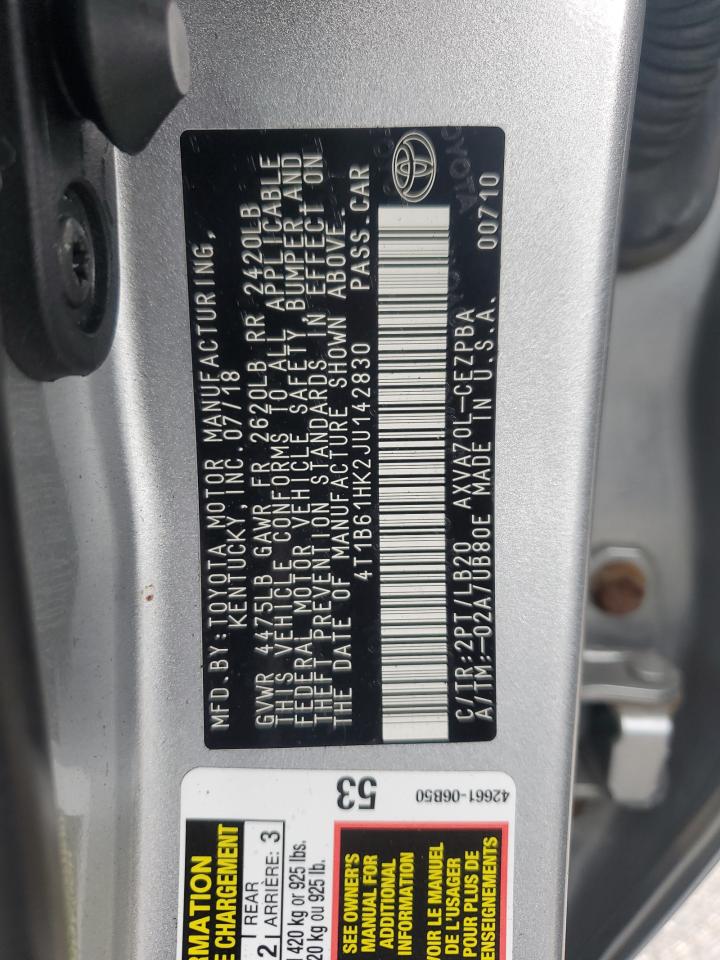 MFD. BY: TOYOTA MOTOR MANUFACTURING,
KENTUCKY, INC. 07/18
GVWR 4475LB GAWR FR 2620LB RR 2420LB
THIS VEHICLE CONFORMS TO ALL APPLICABLE
FEDERAL MOTOR VEHICLE SAFETY, BUMPER, AND
THEFT PREVENTION STANDARDS IN EFFECT ON
THE DATE OF MANUFACTURE SHOWN ABOVE.
4T1B61HK2JU142830 PASS. CAR
C/TR: 2PT/LB20 AXVA70L-CEZPBA
A/TM: -02A/UB80E MADE IN U.S.A. 00710
TOYOTA
53
42661-06B50
RMATION
E CHARGEMENT
2 REAR
ARRIÈRE: 3
420 kg or 925 lbs.
20 kg ou 925 lb.
SEE OWNER'S
MANUAL FOR
ADDITIONAL
INFORMATION
VOIR LE MANUEL
DE L'USAGER
POUR PLUS DE
RENSEIGNEMENTS